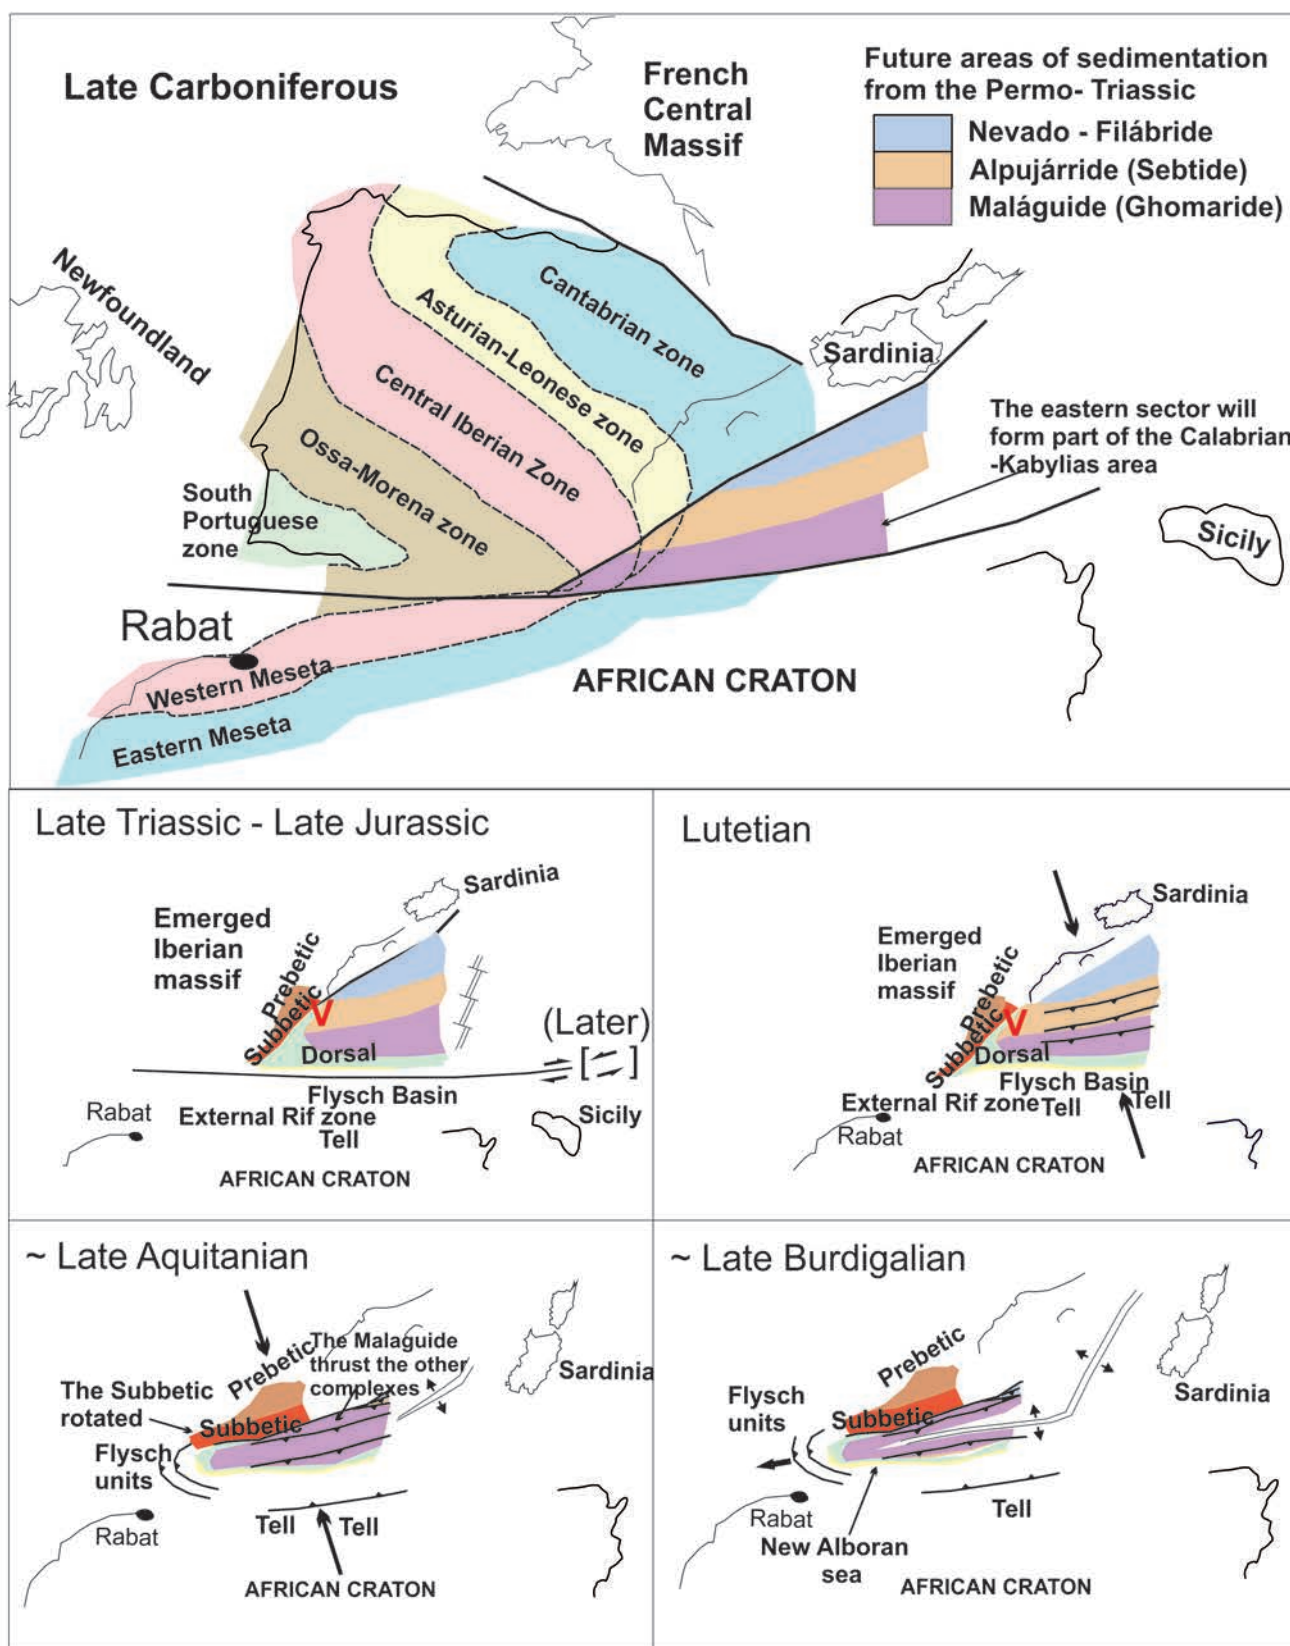 Late Carboniferous
French
Central
Massif
Future areas of sedimentation
from the Permo- Triassic
Nevado - Filábride
Alpujárride (Sebtide)
Maláguide (Ghomaride)
Newfoundland
Cantabrian zone
Asturian-Leonese zone
Central Iberian Zone
Ossa-Morena zone
South
Portuguese
zone
Sardinia
The eastern sector will
form part of the Calabrian
-Kabylias area
Sicily
Rabat
Western Meseta
Eastern Meseta
AFRICAN CRATON
Late Triassic - Late Jurassic
Sardinia
Emerged
Iberian
massif
Prebetic
Subbetic
V
Dorsal
(Later)
[ ]
Flysch Basin
Rabat
External Rif zone
Tell
Sicily
AFRICAN CRATON
Lutetian
Sardinia
Emerged
Iberian
massif
Prebetic
Subbetic
V
Dorsal
Flysch Basin
External Rif zone Tell Tell
Rabat
AFRICAN CRATON
~ Late Aquitanian
Prebetic
The Malaguide
thrust the other
complexes
The Subbetic
rotated
Subbetic
Sardinia
Flysch
units
Rabat
Tell Tell
AFRICAN CRATON
~ Late Burdigalian
Prebetic
Flysch
units
Subbetic
Sardinia
Rabat
Tell
New Alboran
sea
AFRICAN CRATON